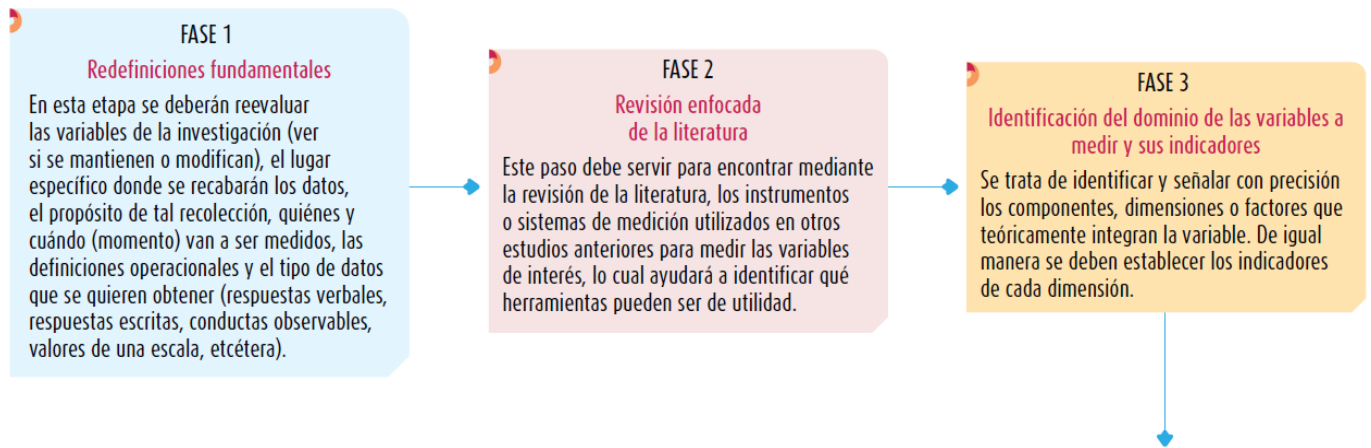 FASE 1
Redefiniciones fundamentales
En esta etapa se deberán reevaluar
las variables de la investigación (ver
si se mantienen o modifican), el lugar
específico donde se recabarán los datos,
el propósito de tal recolección, quiénes y
cuándo (momento) van a ser medidos, las
definiciones operacionales y el tipo de datos
que se quieren obtener (respuestas verbales,
respuestas escritas, conductas observables,
valores de una escala, etcétera).
FASE 2
Revisión enfocada
de la literatura
Este paso debe servir para encontrar mediante
la revisión de la literatura, los instrumentos
o sistemas de medición utilizados en otros
estudios anteriores para medir las variables
de interés, lo cual ayudará a identificar qué
herramientas pueden ser de utilidad.
FASE 3
Identificación del dominio de las variables a
medir y sus indicadores
Se trata de identificar y señalar con precisión
los componentes, dimensiones o factores que
teóricamente integran la variable. De igual
manera se deben establecer los indicadores
de cada dimensión.